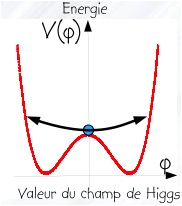 Energie
V(φ)
φ
Valeur du champ de Higgs